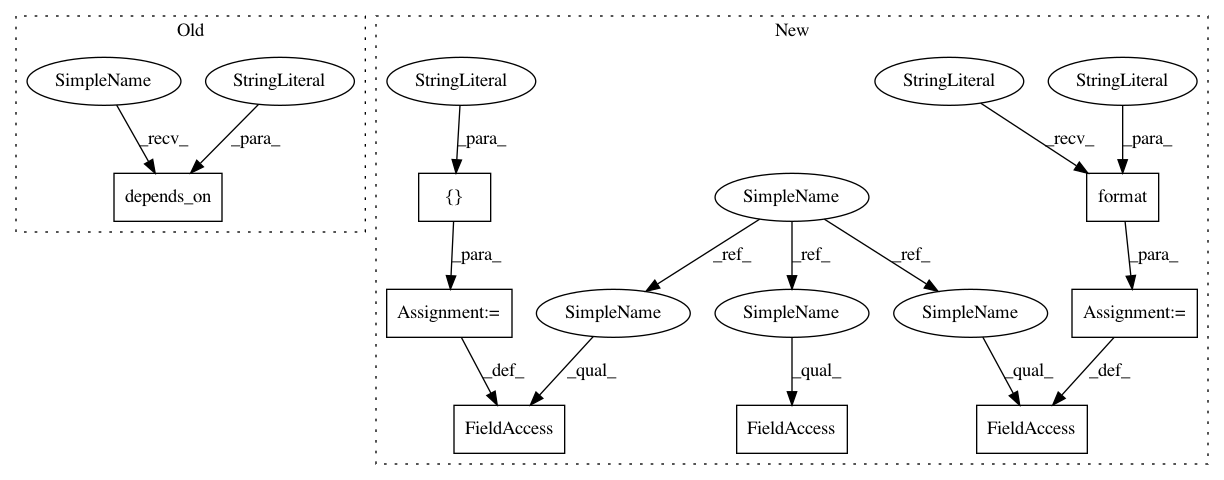 Old
New
SimpleName
StringLiteral
StringLiteral
StringLiteral
StringLiteral
_recv_
_para_
_para_
_recv_
_para_
depends_on
{}
SimpleName
format
_para_
_ref_
_ref_
_ref_
_para_
Assignment:=
SimpleName
SimpleName
SimpleName
Assignment:=
_def_
_qual_
_qual_
_qual_
_def_
FieldAccess
FieldAccess
FieldAccess